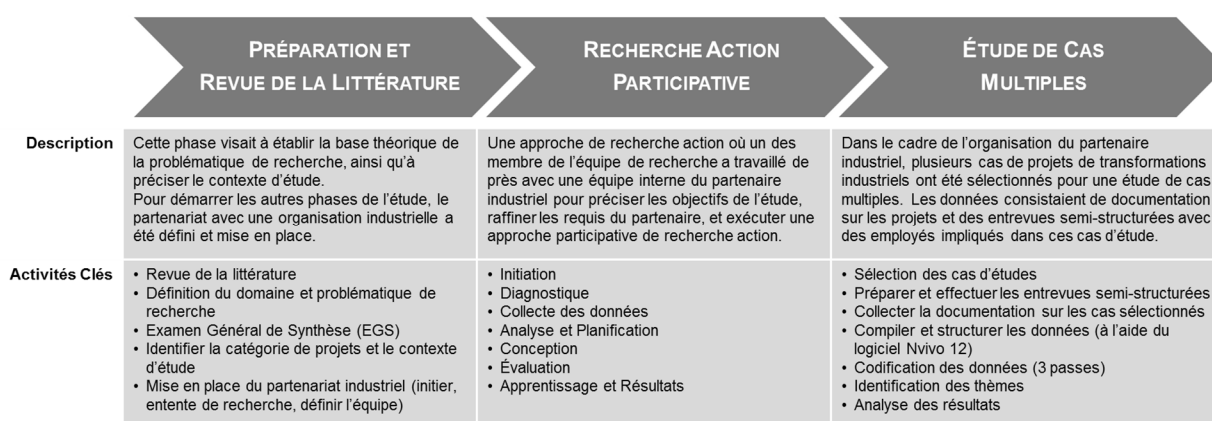 PRÉPARATION ET
REVUE DE LA LITTÉRATURE
RECHERCHE ACTION
PARTICIPATIVE
ÉTUDE DE CAS
MULTIPLES
Description
Cette phase visait à établir la base théorique de
la problématique de recherche, ainsi qu'à
préciser le contexte d'étude.
Pour démarrer les autres phases de l'étude, le
partenariat avec une organisation industrielle a
été défini et mise en place.
Une approche de recherche action où un des
membre de l'équipe de recherche a travaillé de
près avec une équipe interne du partenaire
industriel pour préciser les objectifs de l'étude,
raffiner les requis du partenaire, et exécuter une
approche participative de recherche action.
Dans le cadre de l'organisation du partenaire
industriel, plusieurs cas de projets de transformations
industriels ont été sélectionnés pour une étude de cas
multiples. Les données consistaient de documentation
sur les projets et des entrevues semi-structurées avec
des employés impliqués dans ces cas d'étude.
Activités Clés
• Revue de la littérature
• Définition du domaine et problématique de
recherche
• Examen Général de Synthèse (EGS)
• Identifier la catégorie de projets et le contexte
d'étude
• Mise en place du partenariat industriel (initier,
entente de recherche, définir l'équipe)
• Initiation
• Diagnostique
• Collecte des données
• Analyse et Planification
• Conception
• Évaluation
• Apprentissage et Résultats
• Sélection des cas d'études
• Préparer et effectuer les entrevues semi-structurées
• Collecter la documentation sur les cas sélectionnés
• Compiler et structurer les données (à l'aide du
logiciel Nvivo 12)
• Codification des données (3 passes)
• Identification des thèmes
• Analyse des résultats